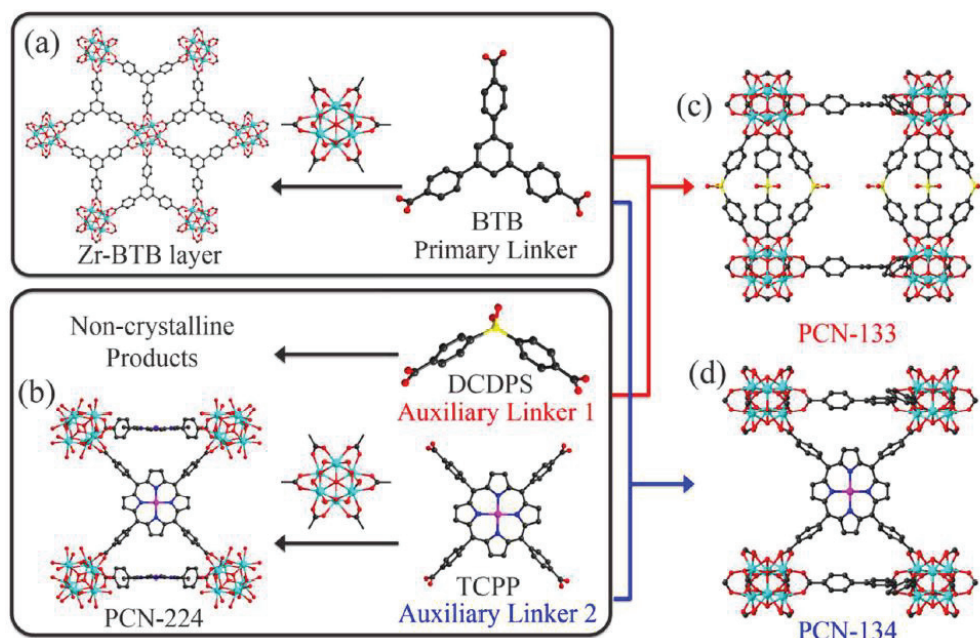 (a)
Zr-BTB layer
BTB
Primary Linker
Non-crystalline
Products
(b)
DCDPS
Auxiliary Linker 1
PCN-224
TCPP
Auxiliary Linker 2
(c)
PCN-133
(d)
PCN-134